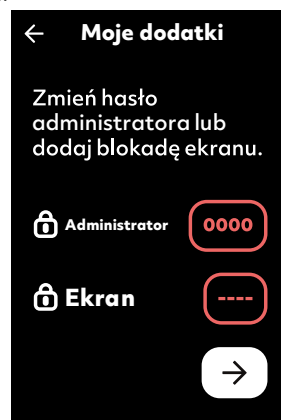 Moje dodatki
Zmień hasło
administratora lub
dodaj blokadę ekranu.
Administrator 0000
Ekran ----